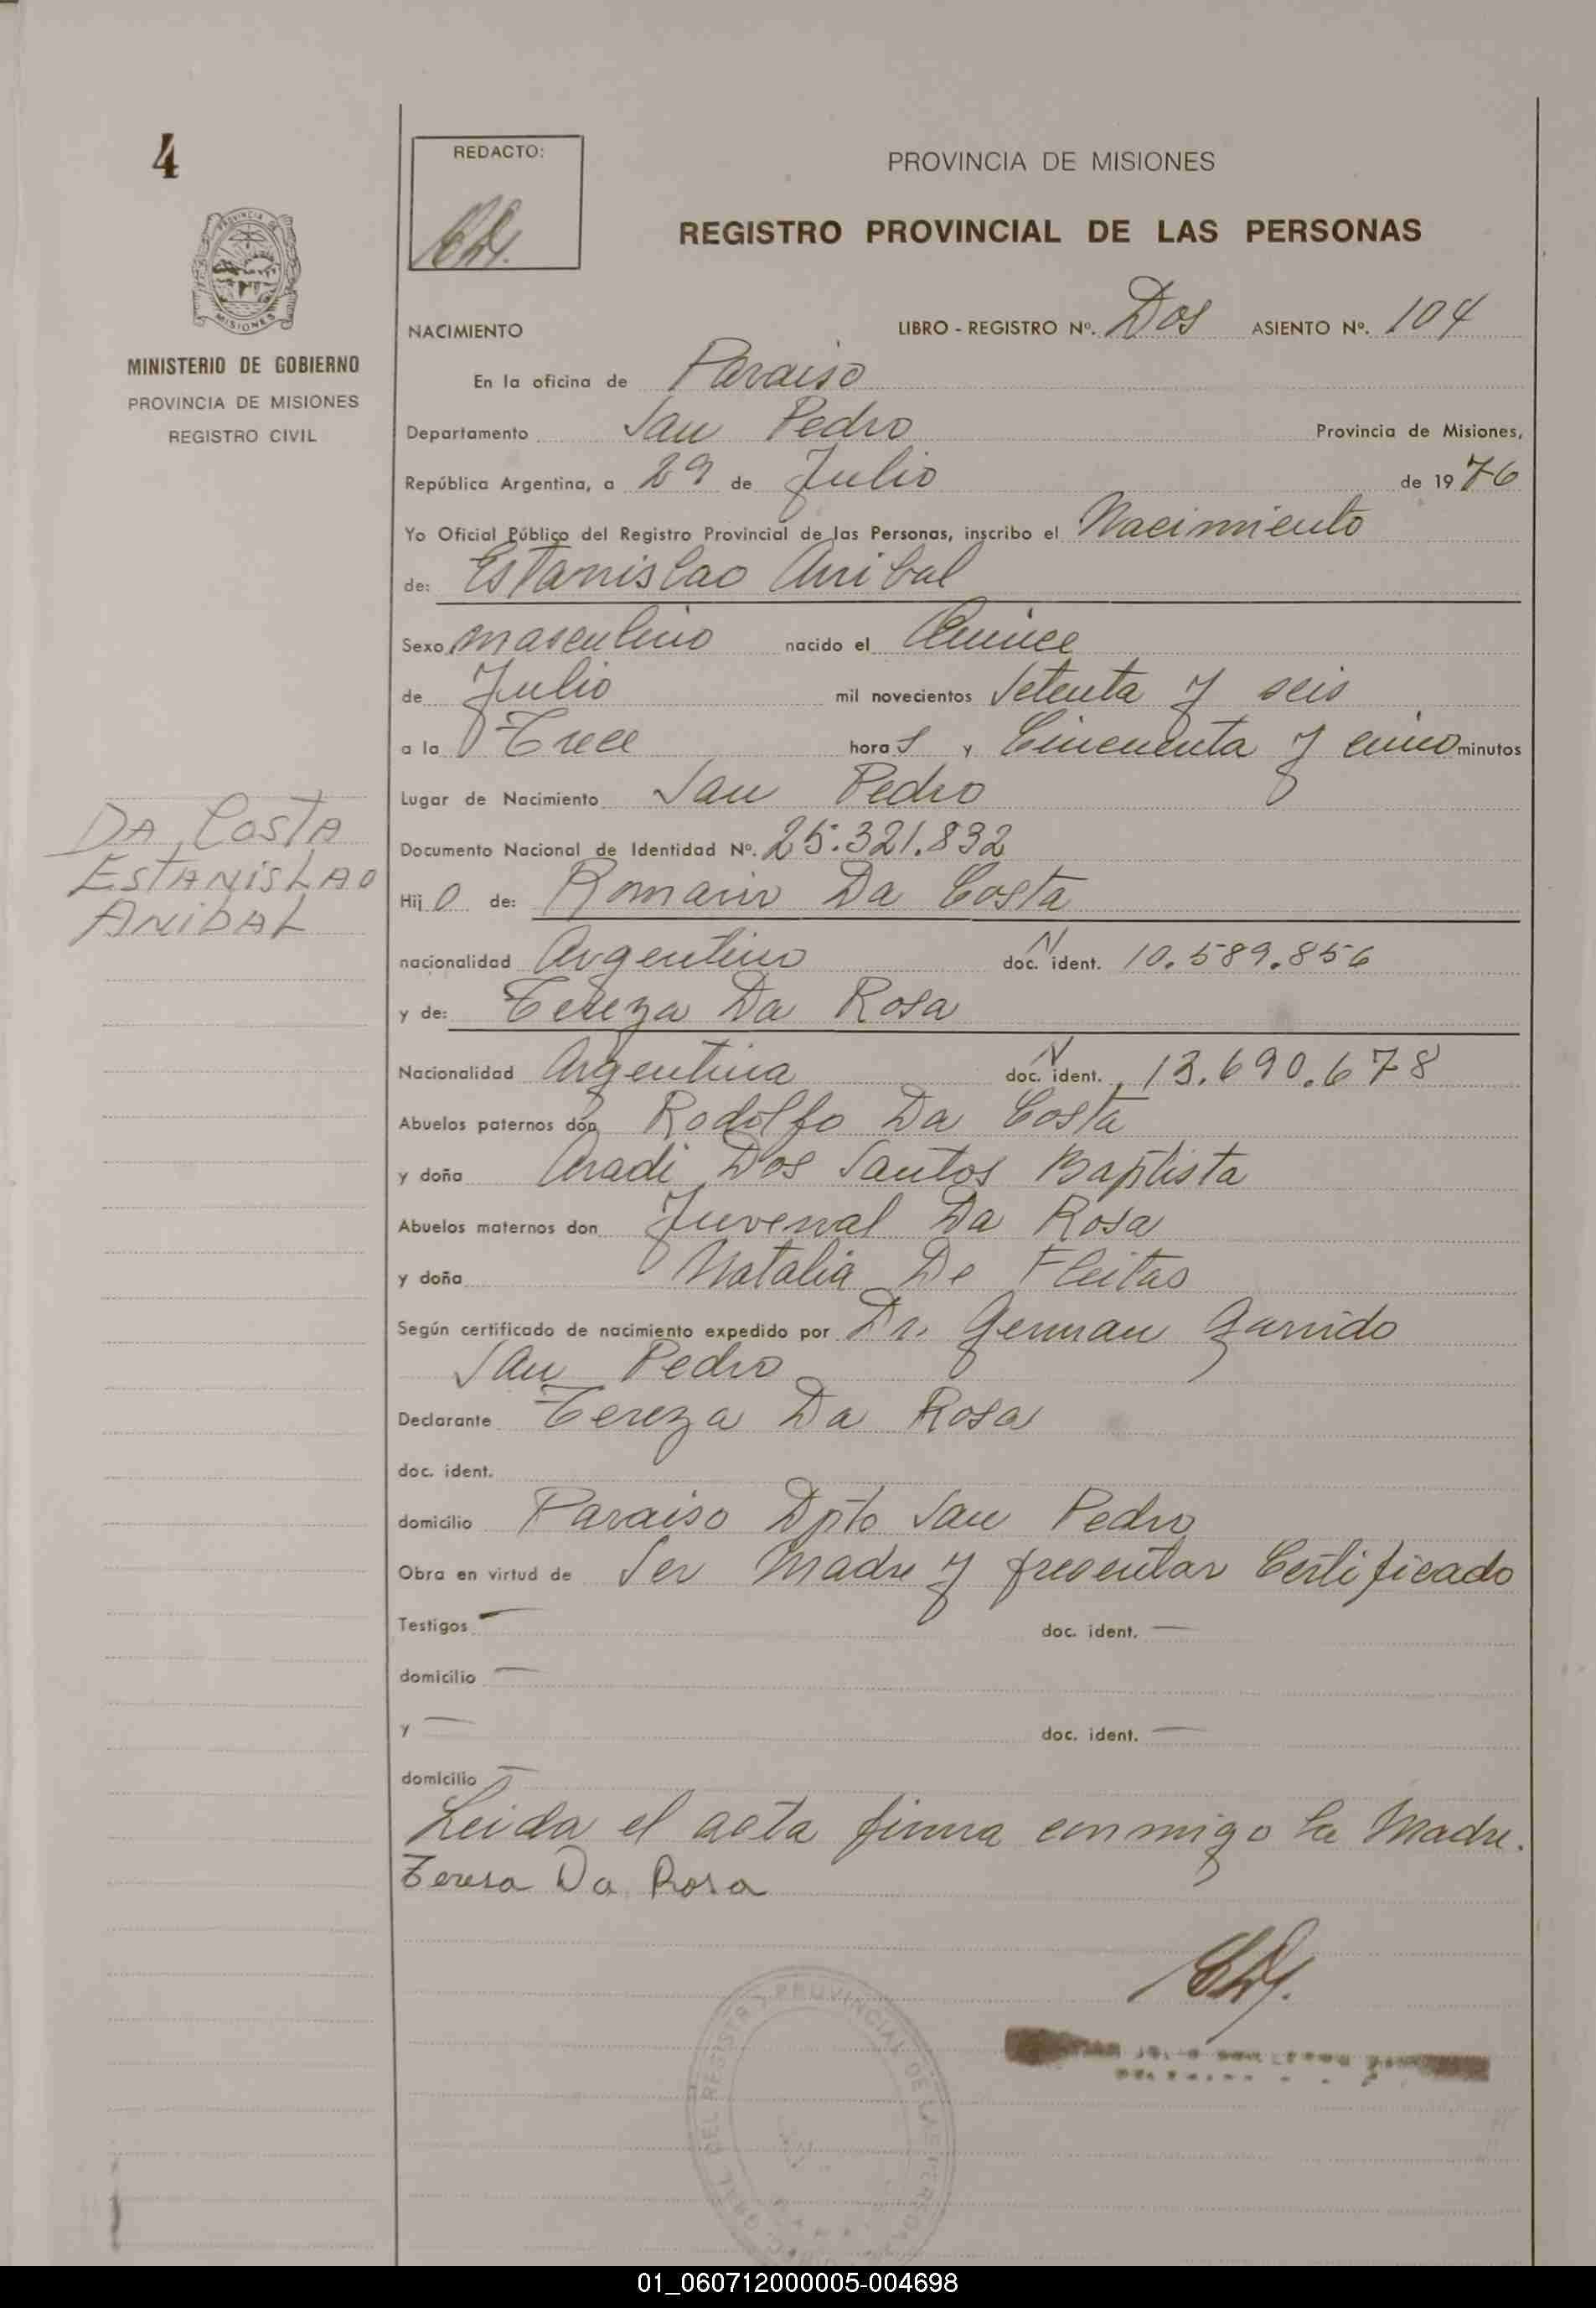 4
REDACTO:
PROVINCIA DE MISIONES
REGISTRO PROVINCIAL DE LAS PERSONAS
MINISTERIO DE GOBIERNO
PROVINCIA DE MISIONES
REGISTRO CIVIL
NACIMIENTO LIBRO - REGISTRO Nº. Dos ASIENTO Nº. 104
En la oficina de Paraiso
Departamento San Pedro Provincia de Misiones,
República Argentina, a 29 de Julio de 1976
Yo Oficial Público del Registro Provincial de las Personas, inscribo el Nacimiento
de: Estanislao Anibal
Sexo masculino nacido el Quince
de Julio mil novecientos Setenta y seis
a la Trece horas y Cincuenta y cinco minutos
Lugar de Nacimiento San Pedro
DA COSTA
ESTANISLAO
ANIBAL
Documento Nacional de Identidad Nº. 25.321.832
Hijo de: Romario Da Costa
nacionalidad Argentino doc. N ident. 10.589.856
y de: Tereza Da Rosa
Nacionalidad Argentina doc. N ident. 13.690.678
Abuelos paternos don Rodolfo Da Costa
y doña Aradi Dos Santos Baptista
Abuelos maternos don Juvenal Da Rosa
y doña Natalia De Fleitas
Según certificado de nacimiento expedido por Dr. German Garrido
San Pedro
Declarante Tereza Da Rosa
doc. ident.
domicilio Paraiso Dpto San Pedro
Obra en virtud de Ser Madre y presentar Certificado
Testigos — doc. ident. —
domicilio —
y — doc. ident. —
domicilio —
Leida el acta firma conmigo la Madre.
Teresa Da Rosa
01_060712000005-004698